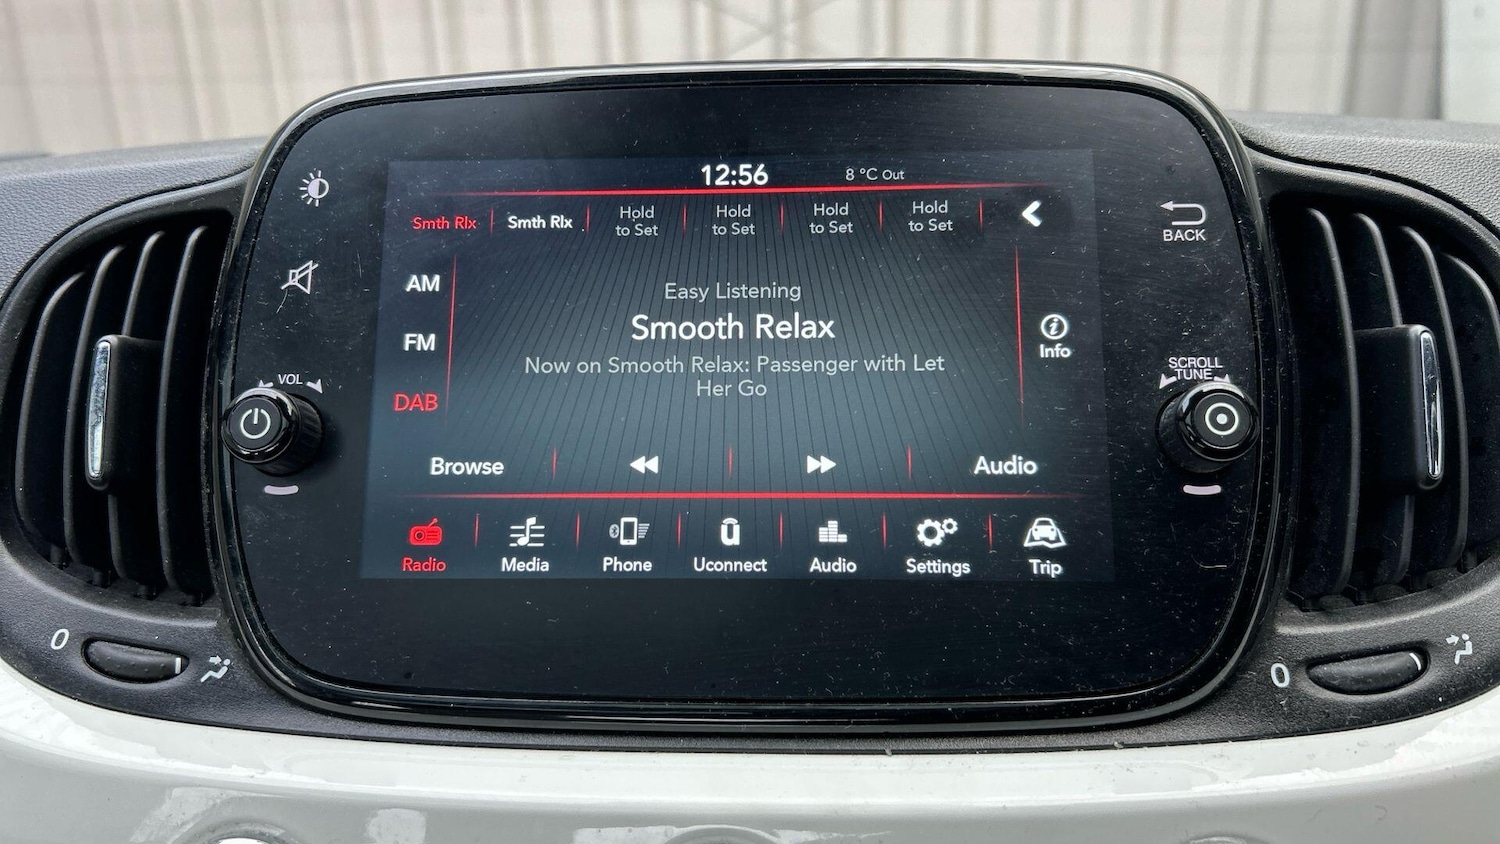 12:56
8 °C Out
Smth Rlx
Smth Rlx
Hold
to Set
Hold
to Set
Hold
to Set
Hold
to Set
BACK
AM
Easy Listening
FM
Smooth Relax
Info
Now on Smooth Relax: Passenger with Let
Her Go
DAB
VOL
SCROLL
TUNE
Browse
Audio
Radio
Media
Phone
Uconnect
Audio
Settings
Trip
0
0